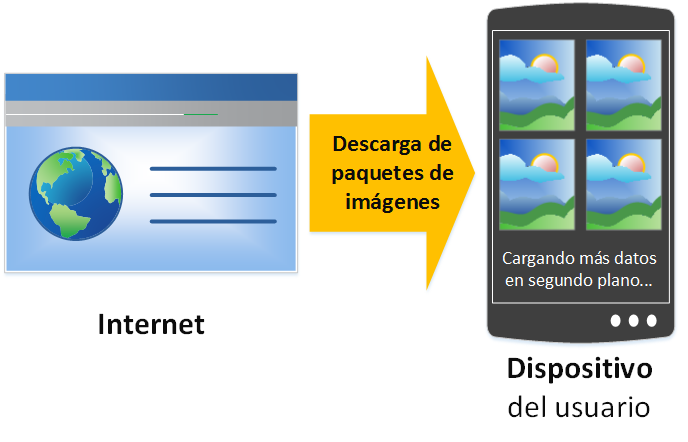 Internet
Descarga de
paquetes de
imágenes
Cargando más datos
en segundo plano...
Dispositivo
del usuario